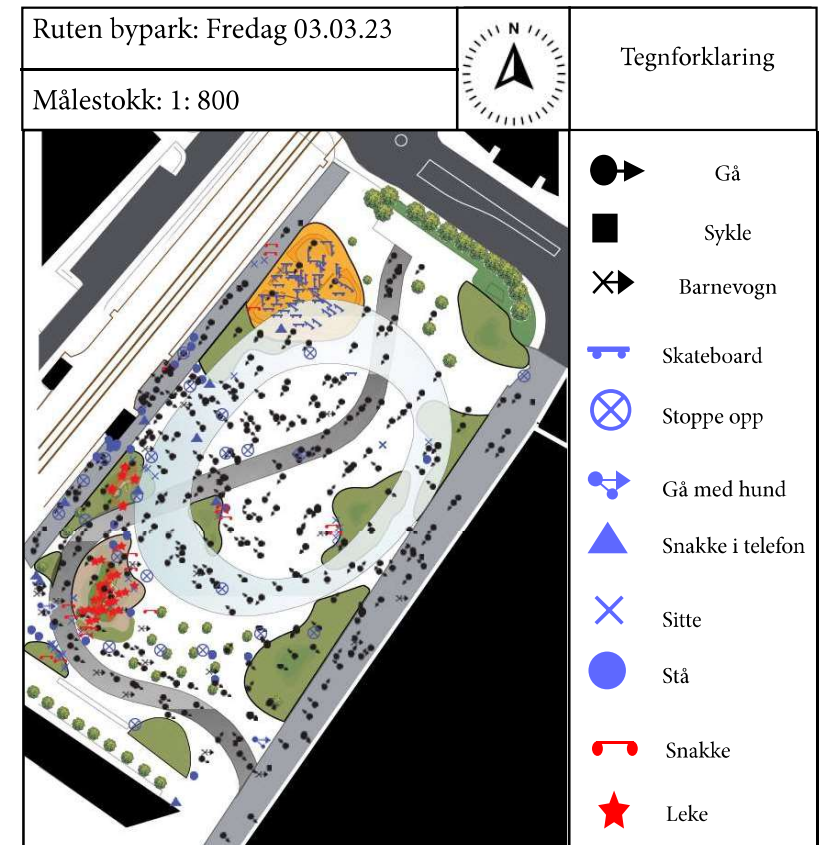 Ruten bypark: Fredag 03.03.23
Målestokk: 1: 800
N
Tegnforklaring
Gå
Sykle
Barnevogn
Skateboard
Stoppe opp
Gå med hund
Snakke i telefon
Sitte
Stå
Snakke
Leke